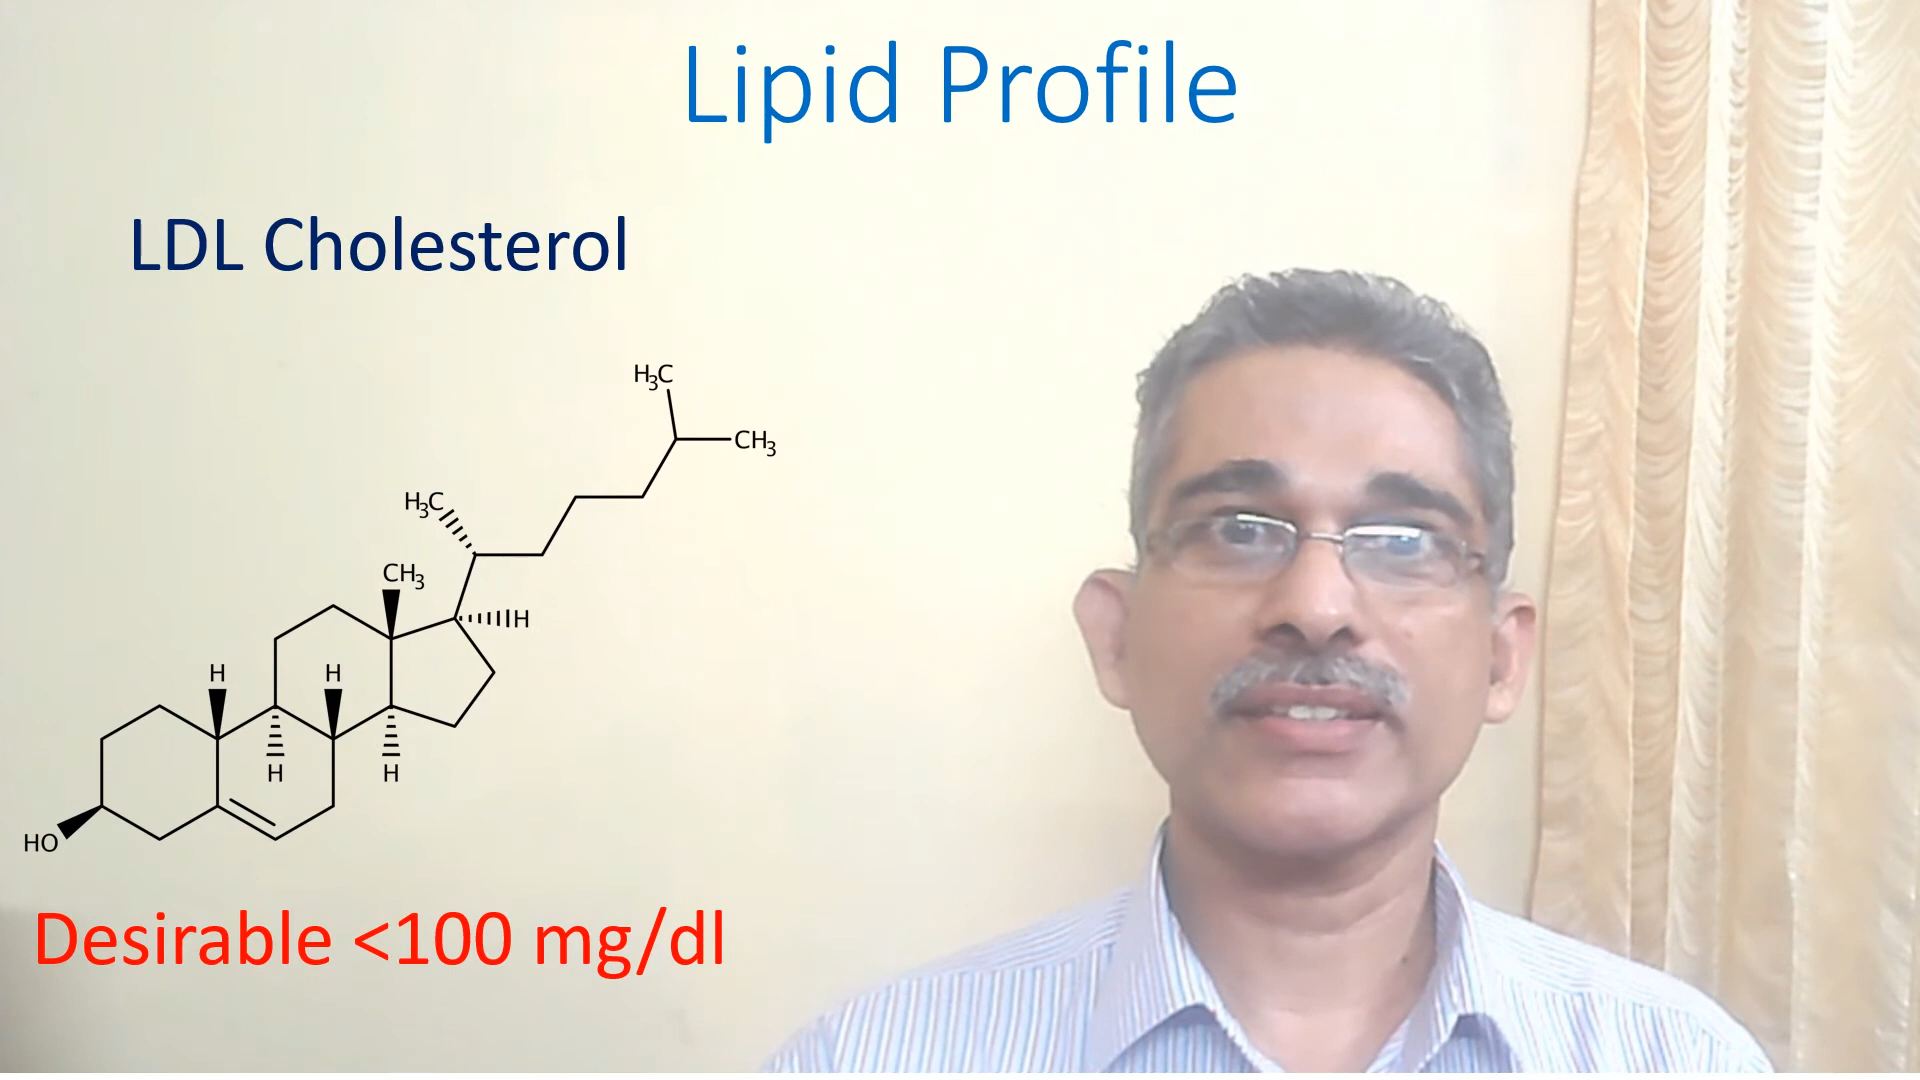 Lipid Profile
LDL Cholesterol
H3C
CH3
H3C
CH3
H
H
H
H
H
HO
Desirable <100 mg/dl